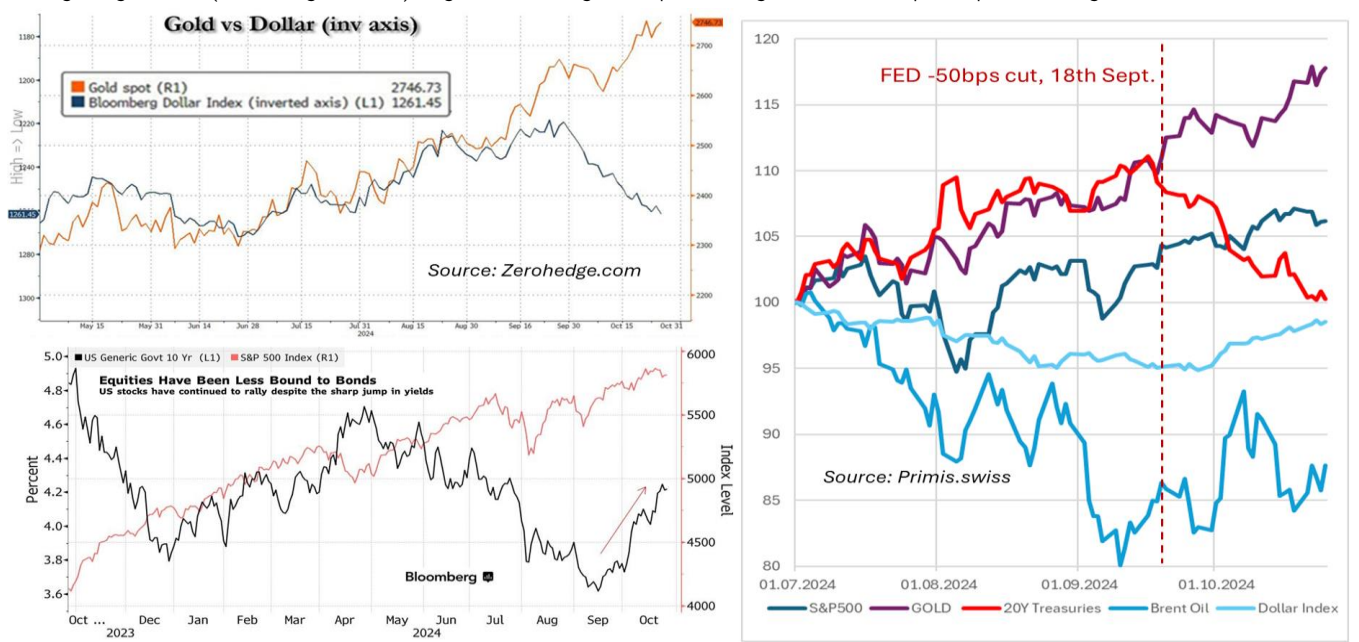 Gold vs Dollar (inv axis)
Gold spot (R1) 2746.73
Bloomberg Dollar Index (inverted axis) (L1) 1261.45
High => Low
1180
1200
1220
1240
1261.45
1280
1300
2746.73
2700
2600
2500
2400
2300
2200
Source: Zerohedge.com
May 15 May 31 Jun 14 Jun 28 Jul 15 Jul 31 Aug 15 Aug 30 Sep 16 Sep 30 Oct 15 Oct 31
2024
US Generic Govt 10 Yr (L1) S&P 500 Index (R1)
Equities Have Been Less Bound to Bonds
US stocks have continued to rally despite the sharp jump in yields
Percent
5.0
4.8
4.6
4.4
4.2
4.0
3.8
3.6
6000
5500
5000
4500
4000
Index Level
Bloomberg
Oct ... Dec Jan Feb Mar Apr May Jun Jul Aug Sep Oct
2023 2024
FED -50bps cut, 18th Sept.
120
115
110
105
100
95
90
85
80
Source: Primis.swiss
01.07.2024 01.08.2024 01.09.2024 01.10.2024
S&P500 GOLD 20Y Treasuries Brent Oil Dollar Index